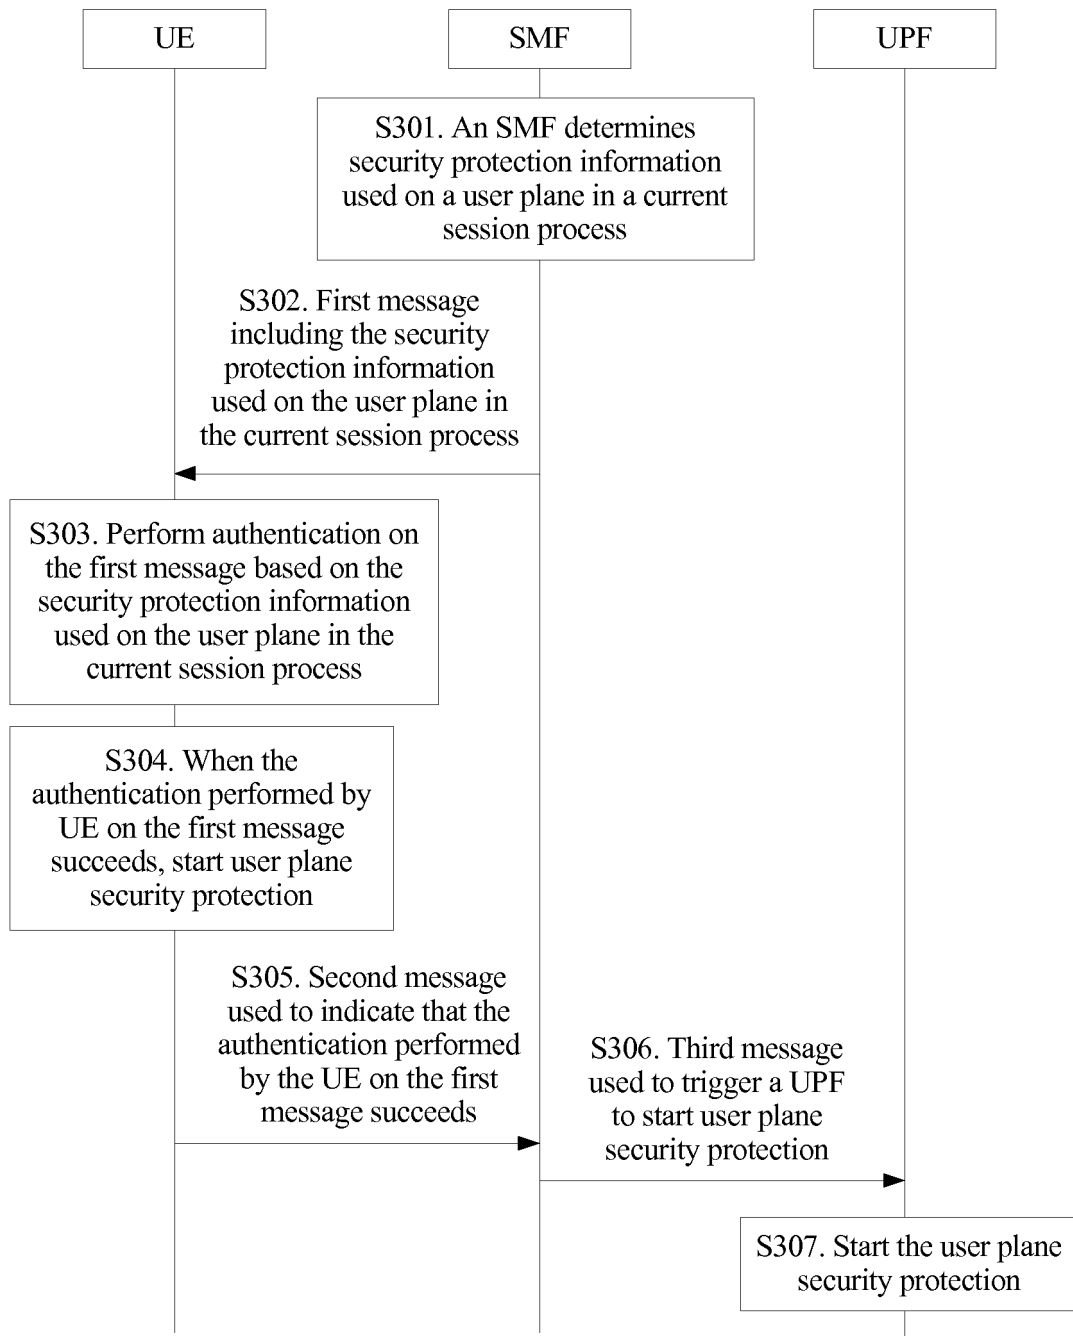 UE
SMF
UPF
S301. An SMF determines
security protection information
used on a user plane in a current
session process
S302. First message
including the security
protection information
used on the user plane in
the current session process
S303. Perform authentication on
the first message based on the
security protection information
used on the user plane in the
current session process
S304. When the
authentication performed by
UE on the first message
succeeds, start user plane
security protection
S305. Second message
used to indicate that the
authentication performed
by the UE on the first
message succeeds
S306. Third message
used to trigger a UPF
to start user plane
security protection
S307. Start the user plane
security protection